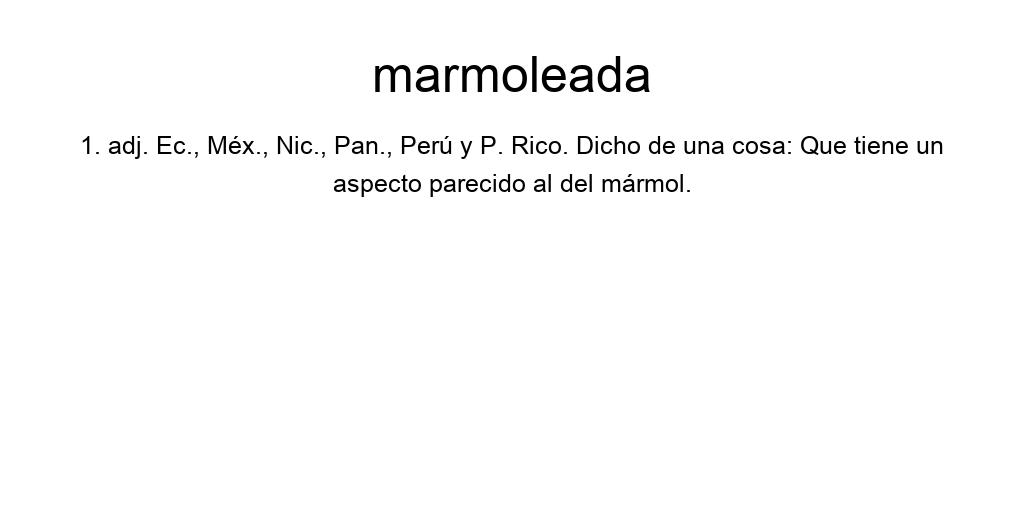 marmoleada
1. adj. Ec., Méx., Nic., Pan., Perú y P. Rico. Dicho de una cosa: Que tiene un
aspecto parecido al del mármol.